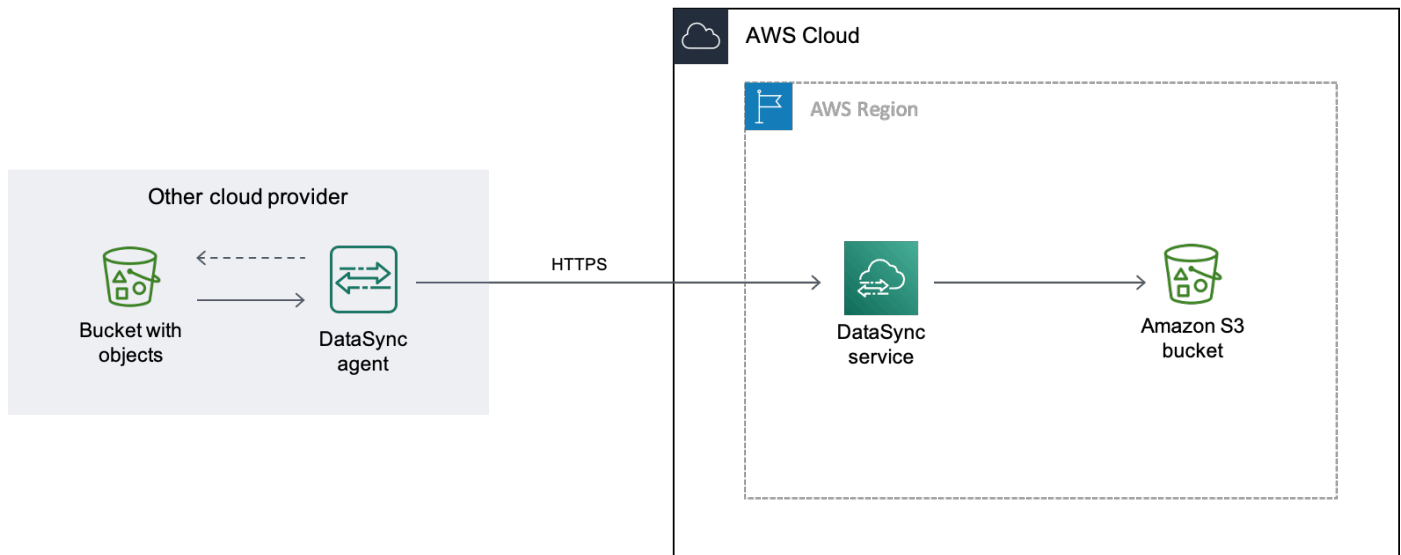 AWS Cloud
AWS Region
Other cloud provider
Bucket with
objects
DataSync
agent
HTTPS
DataSync
service
Amazon S3
bucket